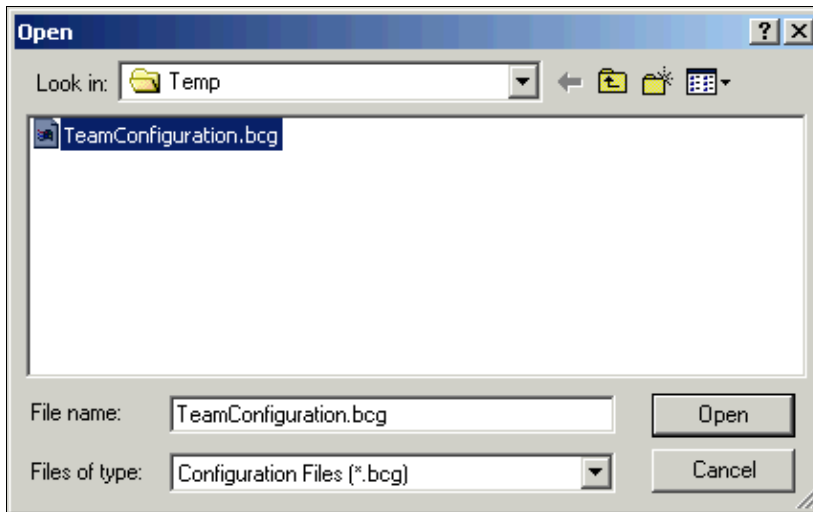 Open
Look in: Temp
TeamConfiguration.bcg
File name: TeamConfiguration.bcg Open
Files of type: Configuration Files (*.bcg) Cancel